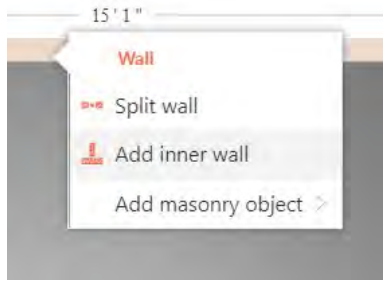 15 ' 1 "
Wall
Split wall
Add inner wall
Add masonry object >